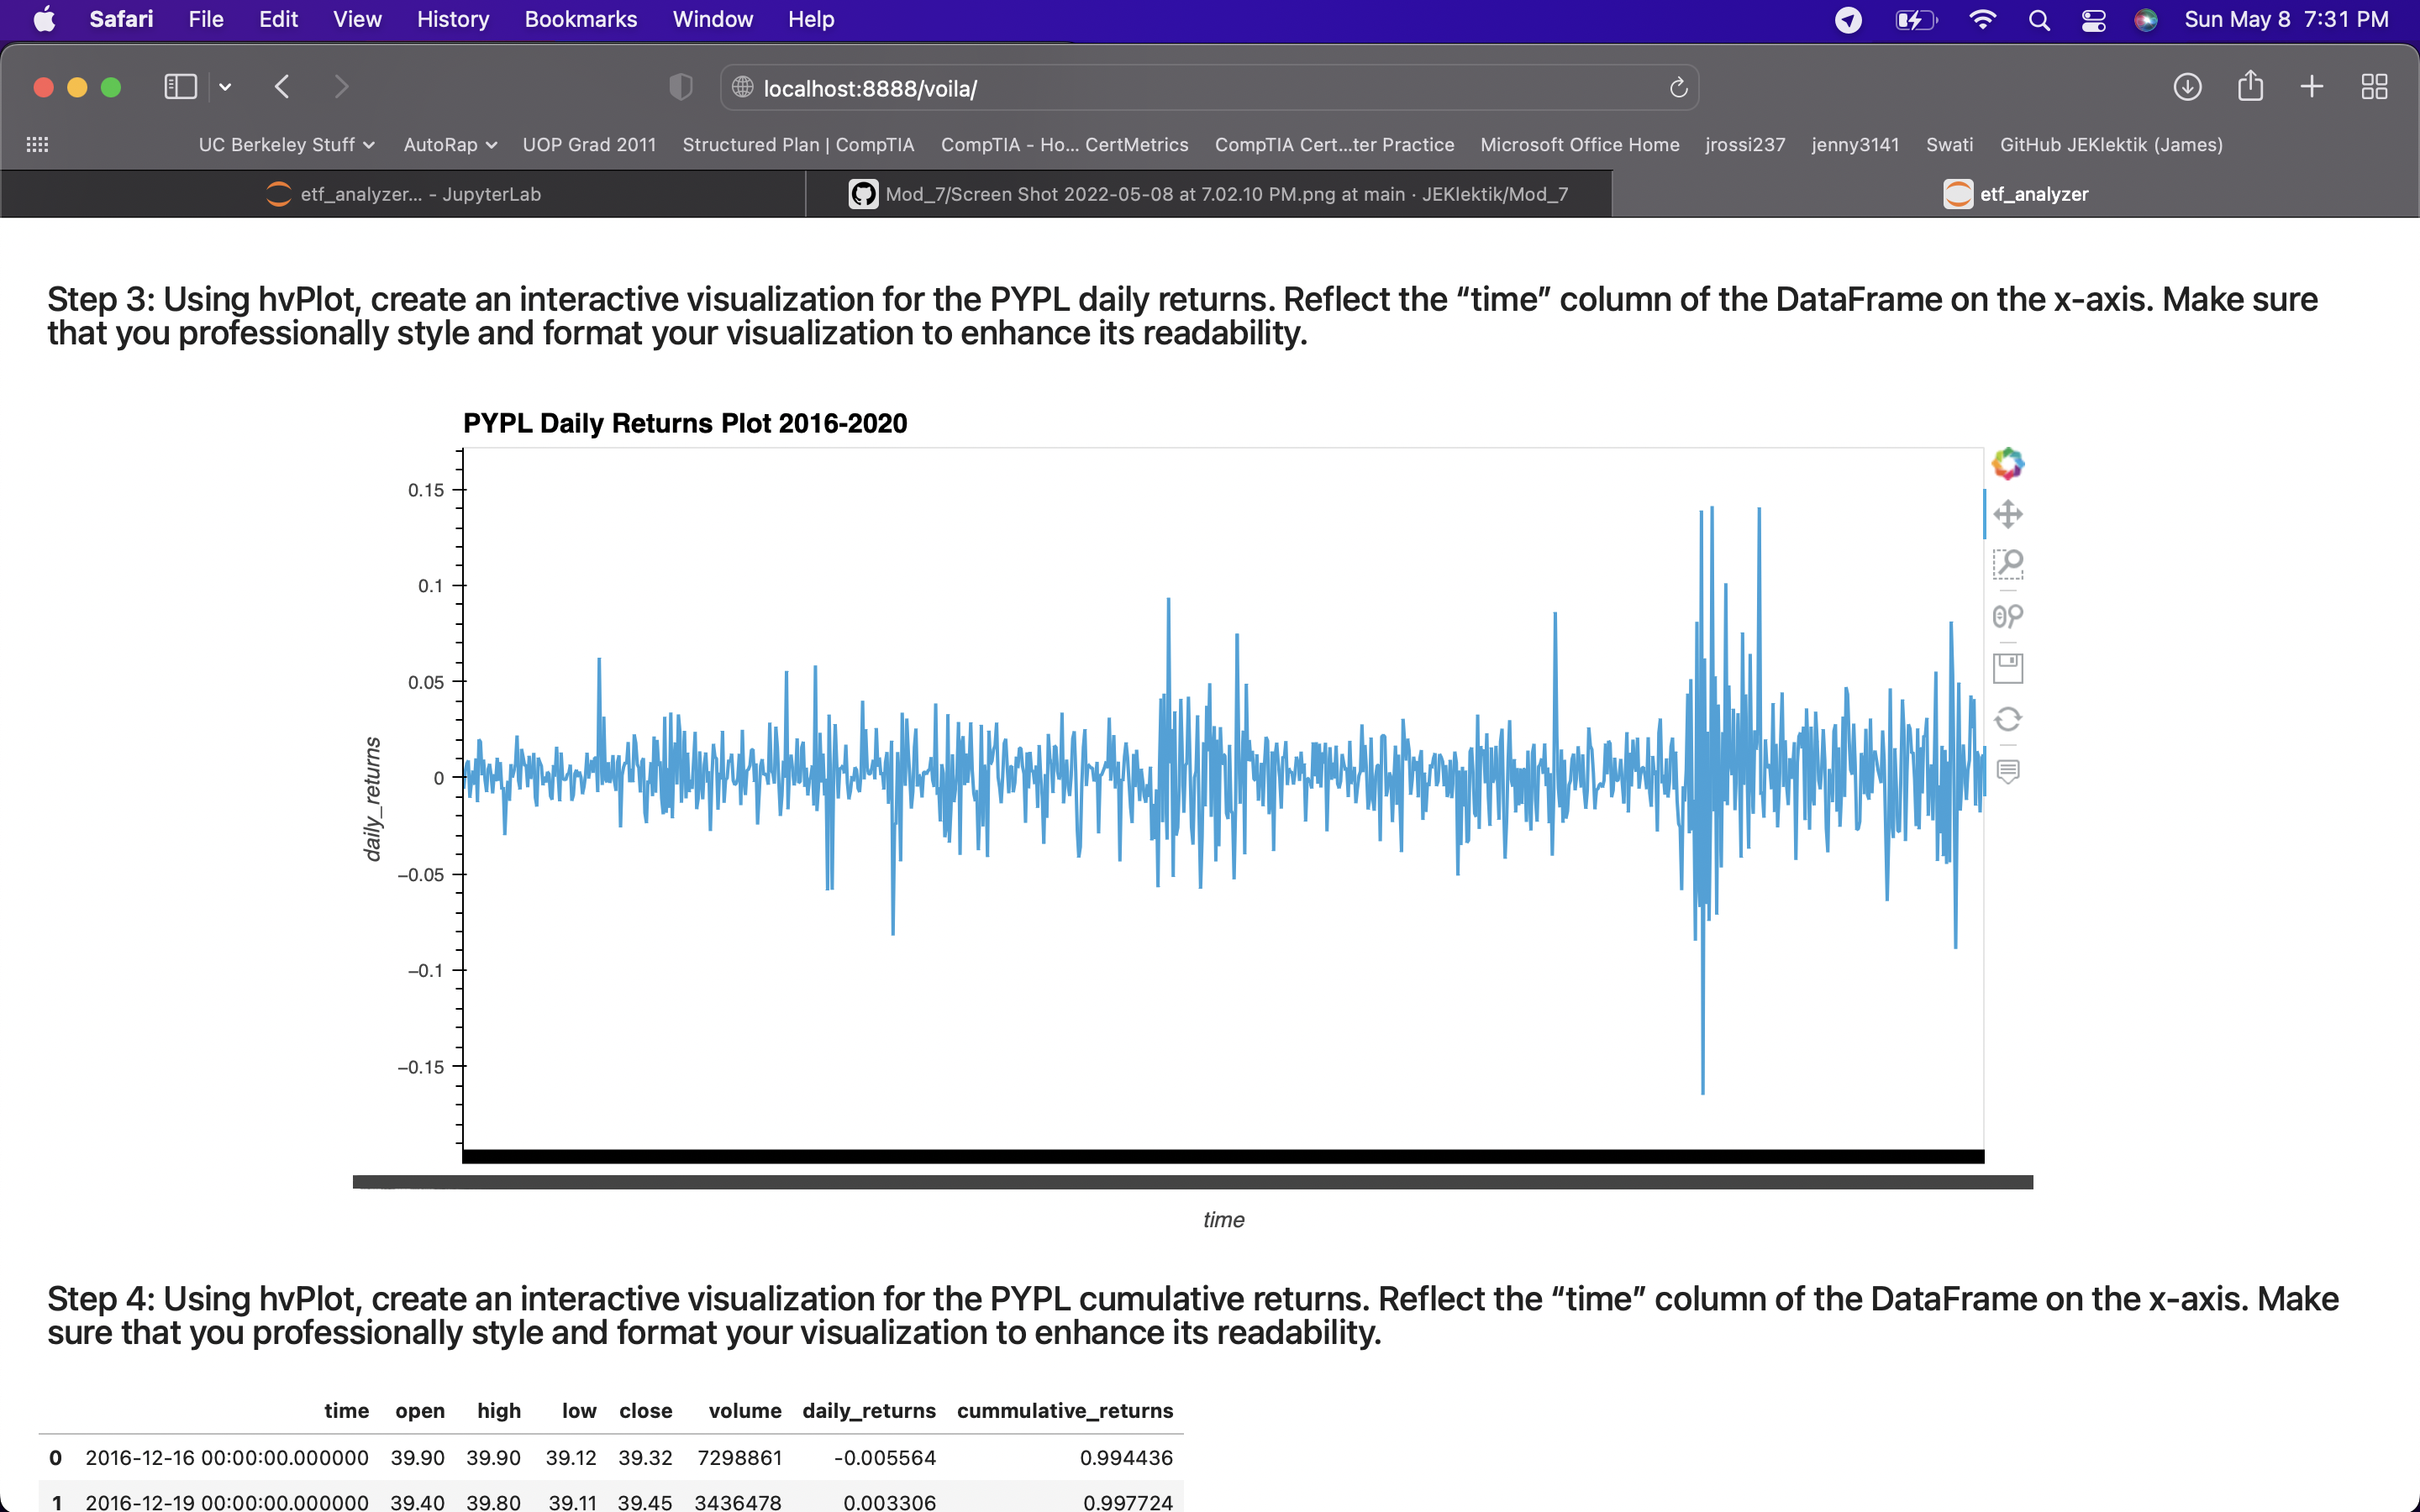 Safari File Edit View History Bookmarks Window Help Sun May 8 7:31 PM
localhost:8888/voila/
UC Berkeley Stuff AutoRap UOP Grad 2011 Structured Plan | CompTIA CompTIA - Ho... CertMetrics CompTIA Cert...ter Practice Microsoft Office Home jrossi237 jenny3141 Swati GitHub JEKlektik (James)
etf_analyzer... - JupyterLab Mod_7/Screen Shot 2022-05-08 at 7.02.10 PM.png at main · JEKlektik/Mod_7 etf_analyzer
Step 3: Using hvPlot, create an interactive visualization for the PYPL daily returns. Reflect the “time” column of the DataFrame on the x-axis. Make sure
that you professionally style and format your visualization to enhance its readability.
PYPL Daily Returns Plot 2016-2020
0.15
0.1
0.05
0
−0.05
−0.1
−0.15
daily_returns
time
Step 4: Using hvPlot, create an interactive visualization for the PYPL cumulative returns. Reflect the “time” column of the DataFrame on the x-axis. Make
sure that you professionally style and format your visualization to enhance its readability.
time open high low close volume daily_returns cummulative_returns
0 2016-12-16 00:00:00.000000 39.90 39.90 39.12 39.32 7298861 -0.005564 0.994436
1 2016-12-19 00:00:00.000000 39.40 39.80 39.11 39.45 3436478 0.003306 0.997724